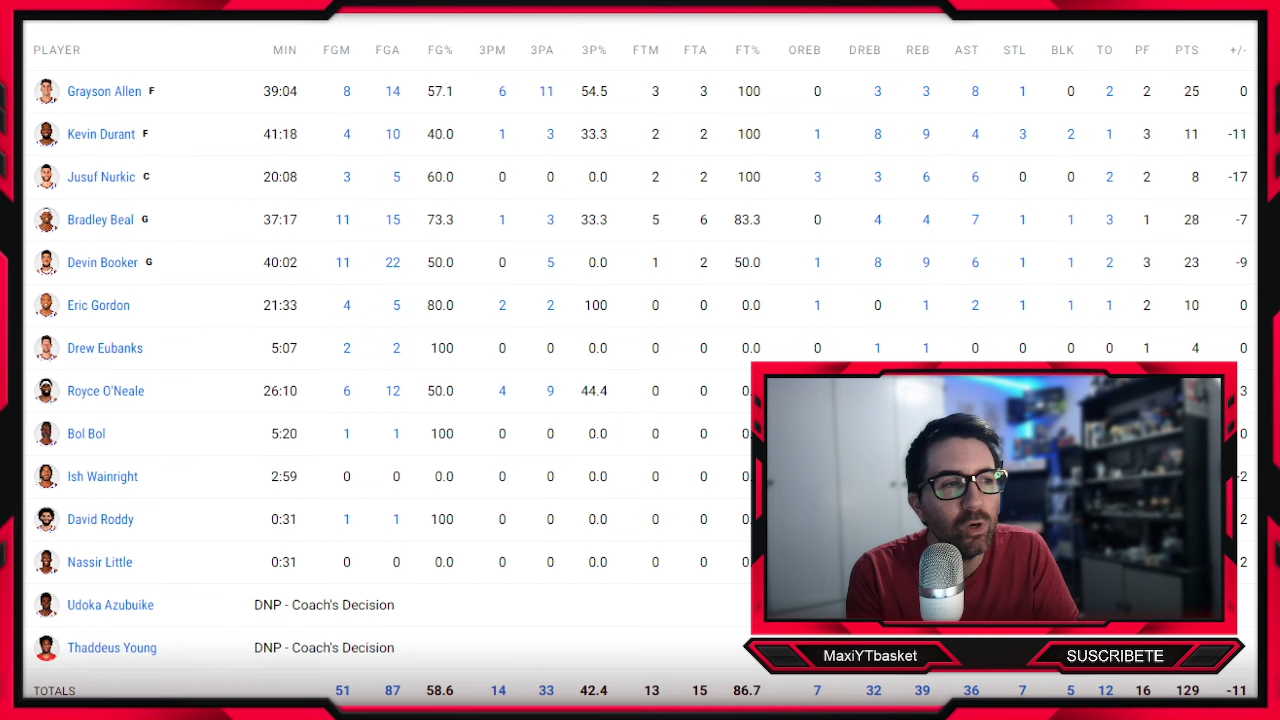 PLAYER MIN FGM FGA FG% 3PM 3PA 3P% FTM FTA FT% OREB DREB REB AST STL BLK TO PF PTS +/-
Grayson Allen F 39:04 8 14 57.1 6 11 54.5 3 3 100 0 3 3 8 1 0 2 2 25 0
Kevin Durant F 41:18 4 10 40.0 1 3 33.3 2 2 100 1 8 9 4 3 2 1 3 11 -11
Jusuf Nurkic C 20:08 3 5 60.0 0 0 0.0 2 2 100 3 3 6 6 0 0 2 2 8 -17
Bradley Beal G 37:17 11 15 73.3 1 3 33.3 5 6 83.3 0 4 4 7 1 1 3 1 28 -7
Devin Booker G 40:02 11 22 50.0 0 5 0.0 1 2 50.0 1 8 9 6 1 1 2 3 23 -9
Eric Gordon 21:33 4 5 80.0 2 2 100 0 0 0.0 1 0 1 2 1 1 1 2 10 0
Drew Eubanks 5:07 2 2 100 0 0 0.0 0 0 0.0 0 1 1 0 0 0 0 1 4 0
Royce O'Neale 26:10 6 12 50.0 4 9 44.4 0 0 0. 3
Bol Bol 5:20 1 1 100 0 0 0.0 0 0 0. 0
Ish Wainright 2:59 0 0 0.0 0 0 0.0 0 0 0. -2
David Roddy 0:31 1 1 100 0 0 0.0 0 0 0. 2
Nassir Little 0:31 0 0 0.0 0 0 0.0 0 0 0. 2
Udoka Azubuike DNP - Coach's Decision
Thaddeus Young DNP - Coach's Decision
TOTALS 51 87 58.6 14 33 42.4 13 15 86.7 7 32 39 36 7 5 12 16 129 -11
MaxiYTbasket
SUSCRIBETE